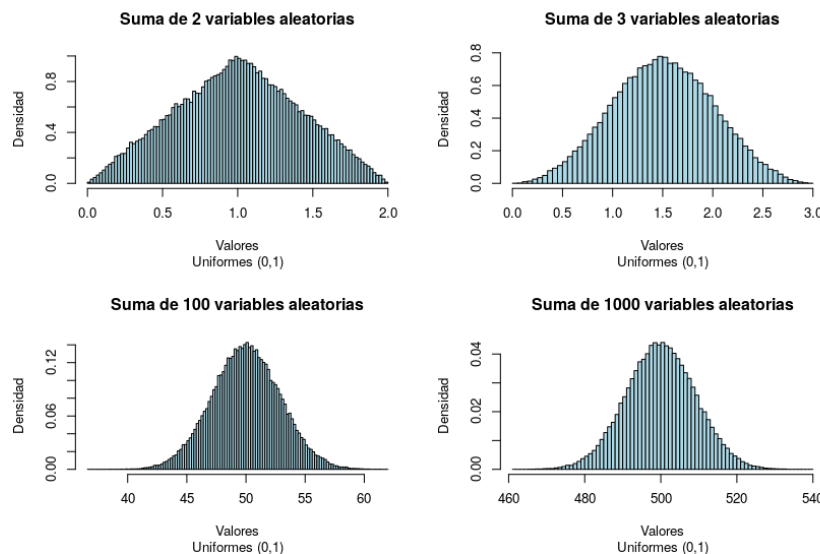 Suma de 2 variables aleatorias
Densidad
0.0
0.4
0.8
0.0
0.5
1.0
1.5
2.0
Valores
Uniformes (0,1)
Suma de 3 variables aleatorias
Densidad
0.0
0.2
0.4
0.6
0.8
0.0
0.5
1.0
1.5
2.0
2.5
3.0
Valores
Uniformes (0,1)
Suma de 100 variables aleatorias
Densidad
0.00
0.06
0.12
40
45
50
55
60
Valores
Uniformes (0,1)
Suma de 1000 variables aleatorias
Densidad
0.00
0.02
0.04
460
480
500
520
540
Valores
Uniformes (0,1)